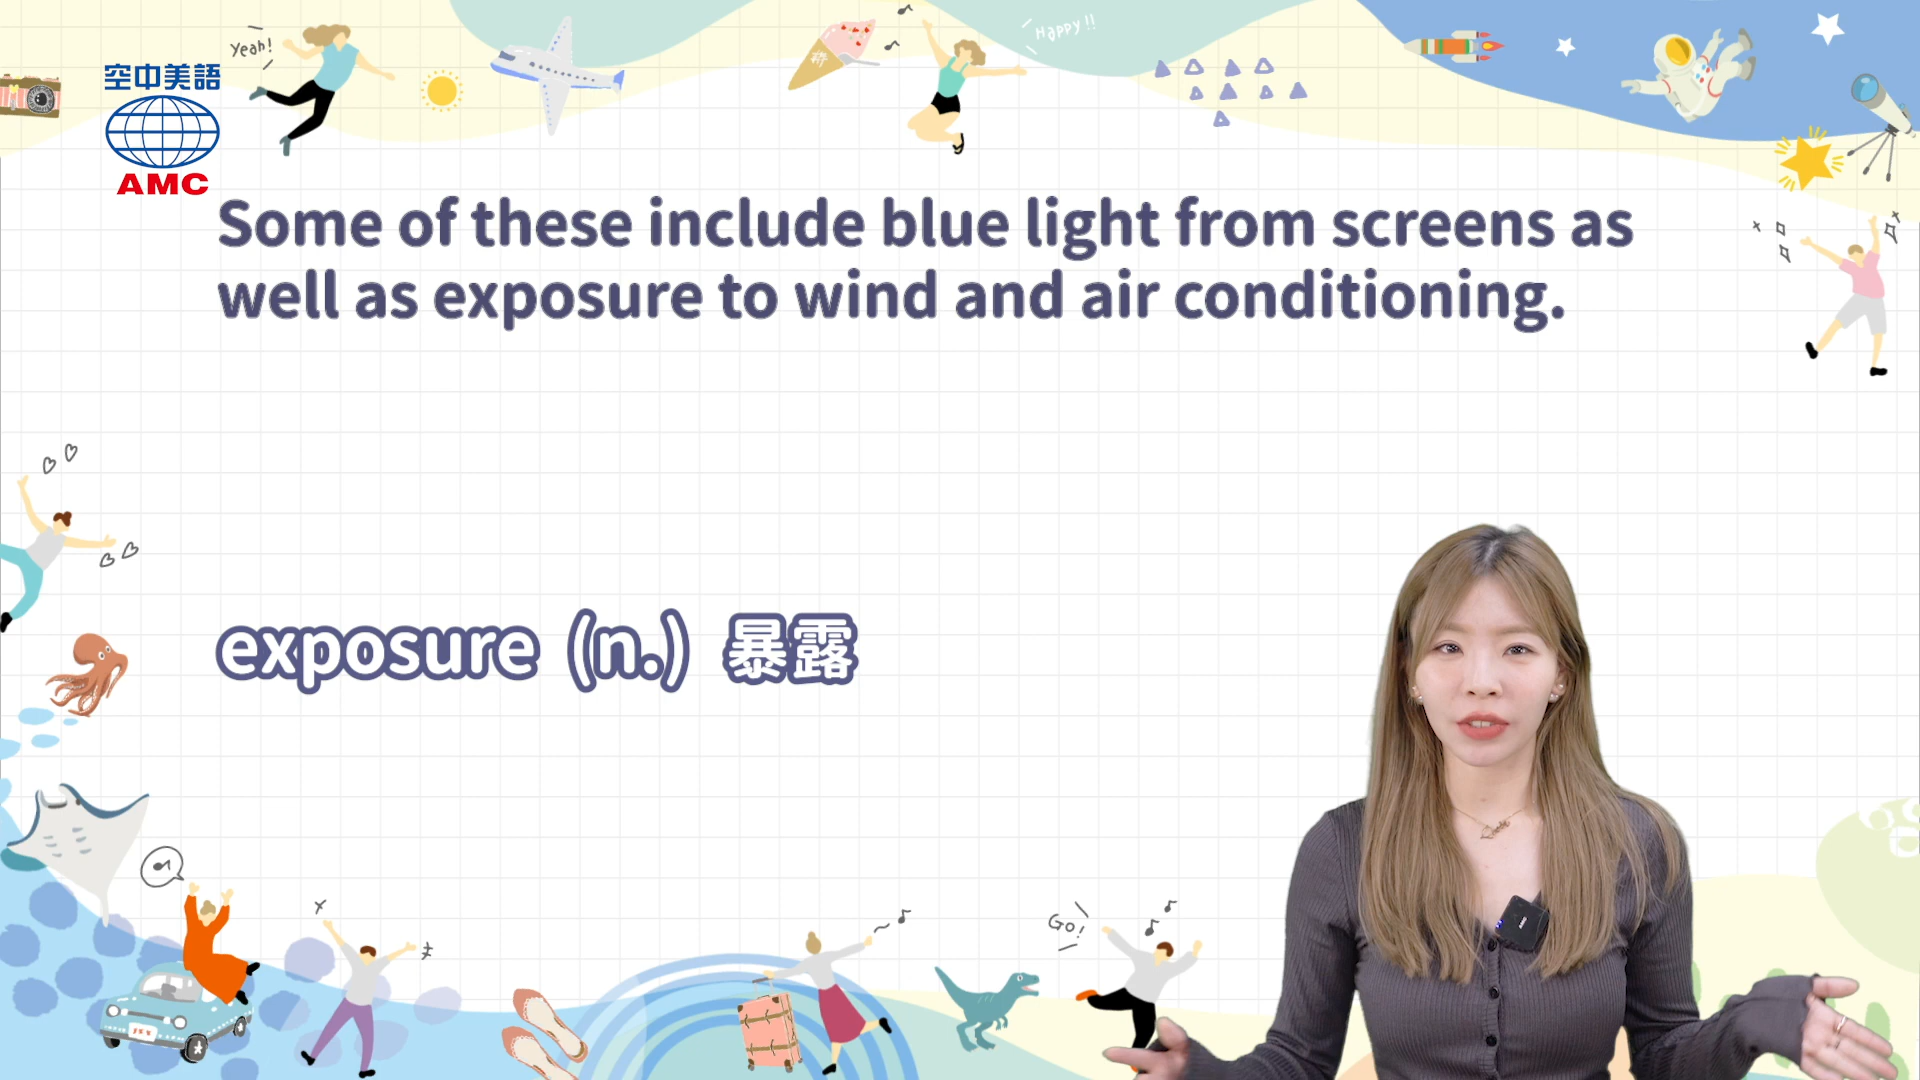 Yeah!
Happy!!
空中美語
AMC
Some of these include blue light from screens as
well as exposure to wind and air conditioning.
exposure (n.) 暴露
Go!